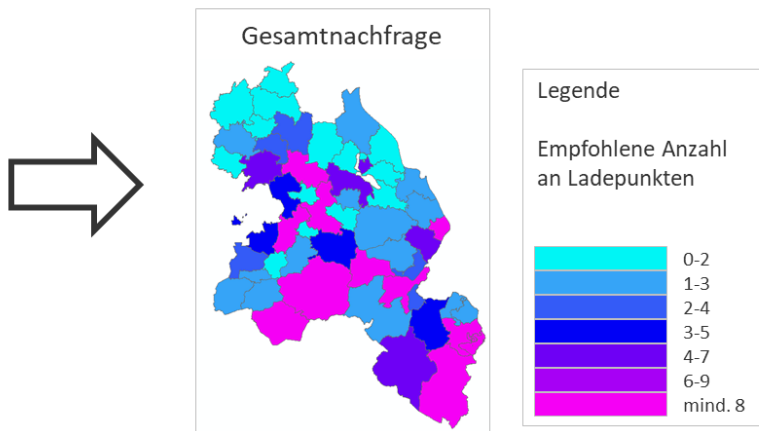 Gesamtnachfrage
Legende
Empfohlene Anzahl
an Ladepunkten
0-2
1-3
2-4
3-5
4-7
6-9
mind. 8